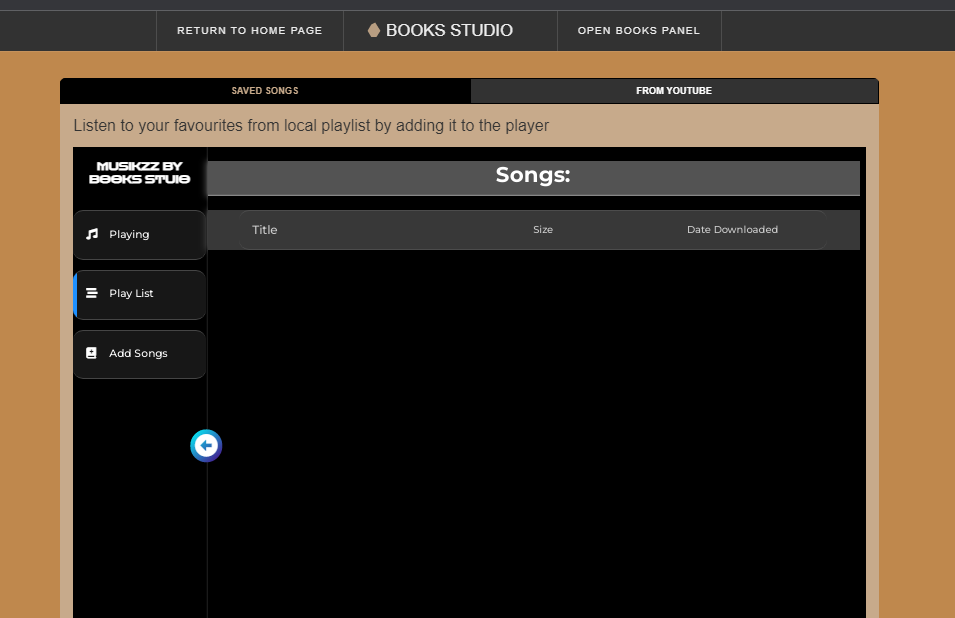 RETURN TO HOME PAGE
BOOKS STUDIO
OPEN BOOKS PANEL
SAVED SONGS
FROM YOUTUBE
Listen to your favourites from local playlist by adding it to the player
MUSIKZZ BY
BOOKS STUIO
Songs:
Title Size Date Downloaded
Playing
Play List
Add Songs